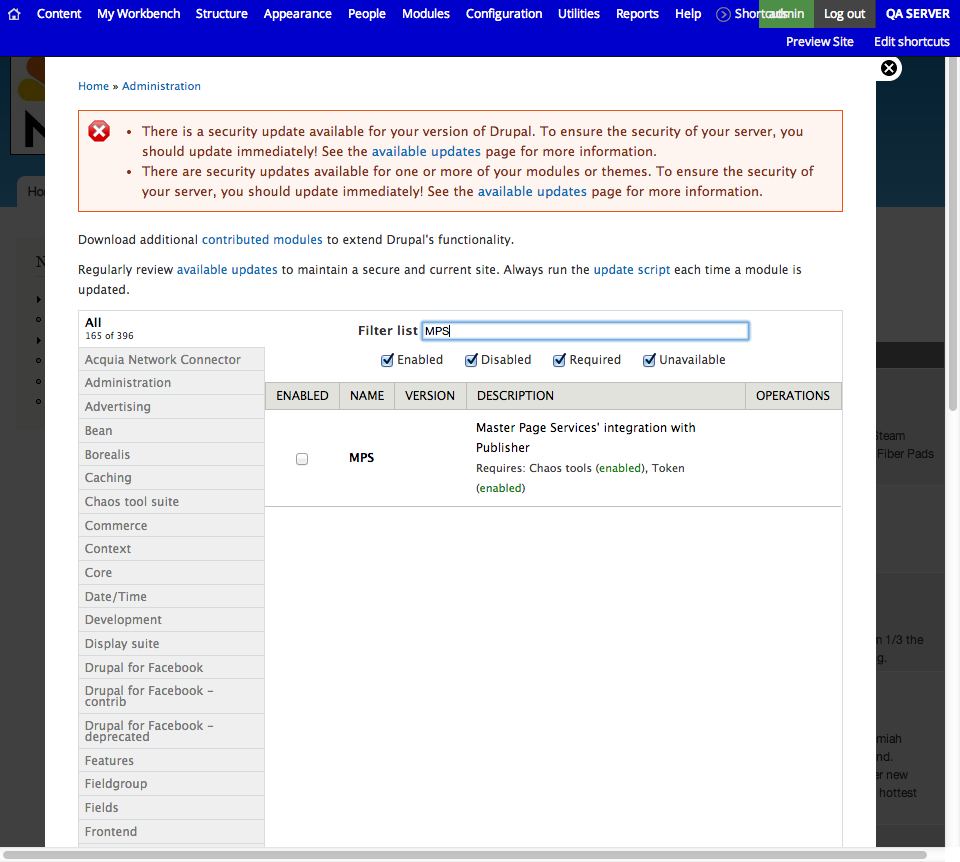 Content My Workbench Structure Appearance People Modules Configuration Utilities Reports Help Shortcuts admin Log out QA SERVER
Preview Site Edit shortcuts
Home » Administration
• There is a security update available for your version of Drupal. To ensure the security of your server, you
should update immediately! See the available updates page for more information.
• There are security updates available for one or more of your modules or themes. To ensure the security of
your server, you should update immediately! See the available updates page for more information.
Download additional contributed modules to extend Drupal's functionality.
Regularly review available updates to maintain a secure and current site. Always run the update script each time a module is
updated.
All
165 of 396
Filter list MPS
Enabled Disabled Required Unavailable
ENABLED NAME VERSION DESCRIPTION OPERATIONS
MPS
Master Page Services' integration with
Publisher
Requires: Chaos tools (enabled), Token
(enabled)
Acquia Network Connector
Administration
Advertising
Bean
Borealis
Caching
Chaos tool suite
Commerce
Context
Core
Date/Time
Development
Display suite
Drupal for Facebook
Drupal for Facebook -
contrib
Drupal for Facebook -
deprecated
Features
Fieldgroup
Fields
Frontend
Steam
Fiber Pads
1/3 the
miah
nd.
er new
hottest